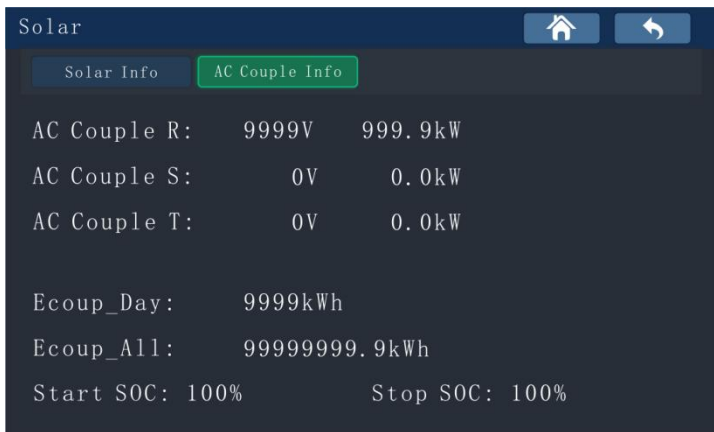 Solar
Solar Info AC Couple Info
AC Couple R: 9999V 999.9kW
AC Couple S: 0V 0.0kW
AC Couple T: 0V 0.0kW
Ecoup_Day: 9999kWh
Ecoup_All: 99999999.9kWh
Start SOC: 100% Stop SOC: 100%